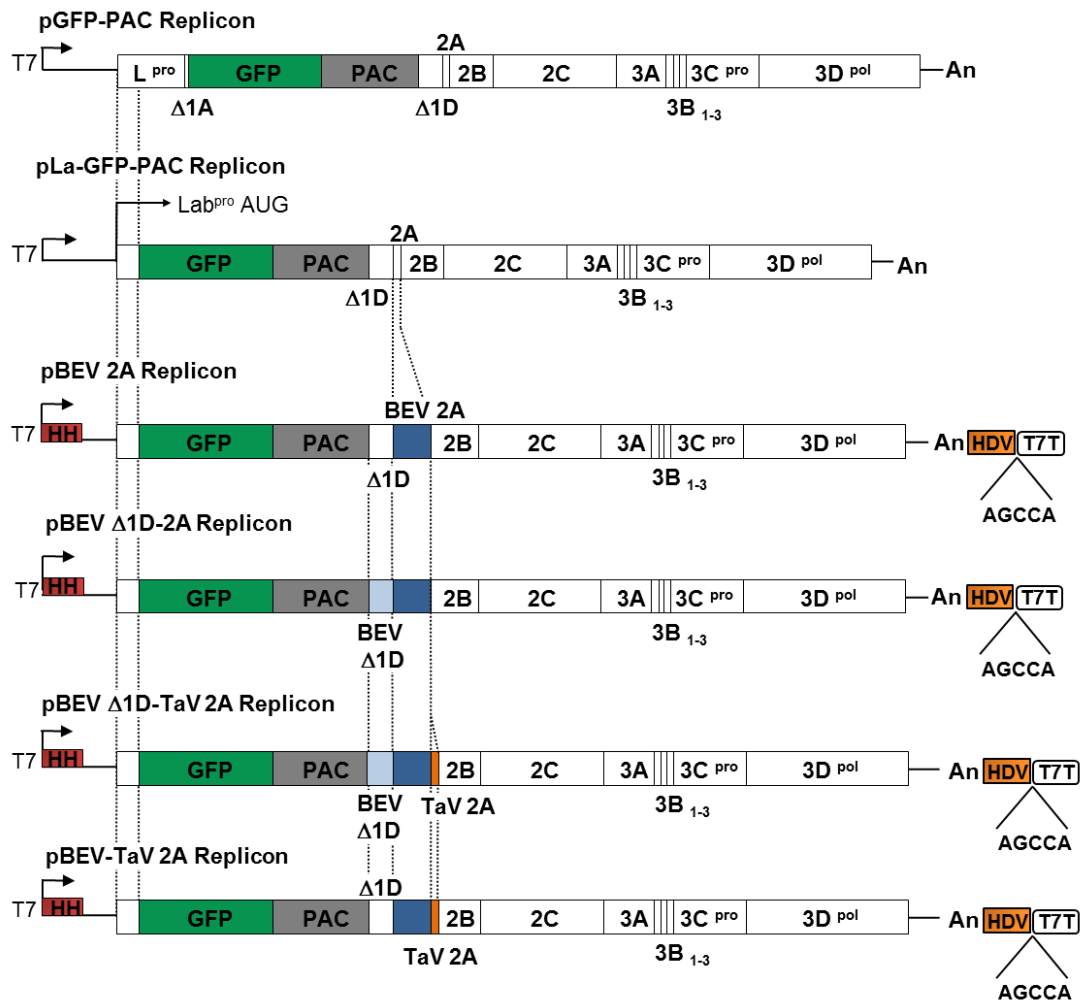 pGFP-PAC Replicon
T7
2A
L pro GFP PAC 2B 2C 3A 3C pro 3D pol An
Δ1A Δ1D 3B 1-3
pLa-GFP-PAC Replicon
Labpro AUG
T7
2A
GFP PAC 2B 2C 3A 3C pro 3D pol An
Δ1D 3B 1-3
pBEV 2A Replicon
BEV 2A
T7 HH GFP PAC 2B 2C 3A 3C pro 3D pol An HDV T7T
Δ1D 3B 1-3
AGCCA
pBEV Δ1D-2A Replicon
T7 HH GFP PAC 2B 2C 3A 3C pro 3D pol An HDV T7T
BEV 3B 1-3
Δ1D
AGCCA
pBEV Δ1D-TaV 2A Replicon
T7 HH GFP PAC 2B 2C 3A 3C pro 3D pol An HDV T7T
BEV TaV 2A 3B 1-3
Δ1D
AGCCA
pBEV-TaV 2A Replicon
Δ1D
T7 HH GFP PAC 2B 2C 3A 3C pro 3D pol An HDV T7T
TaV 2A 3B 1-3
AGCCA